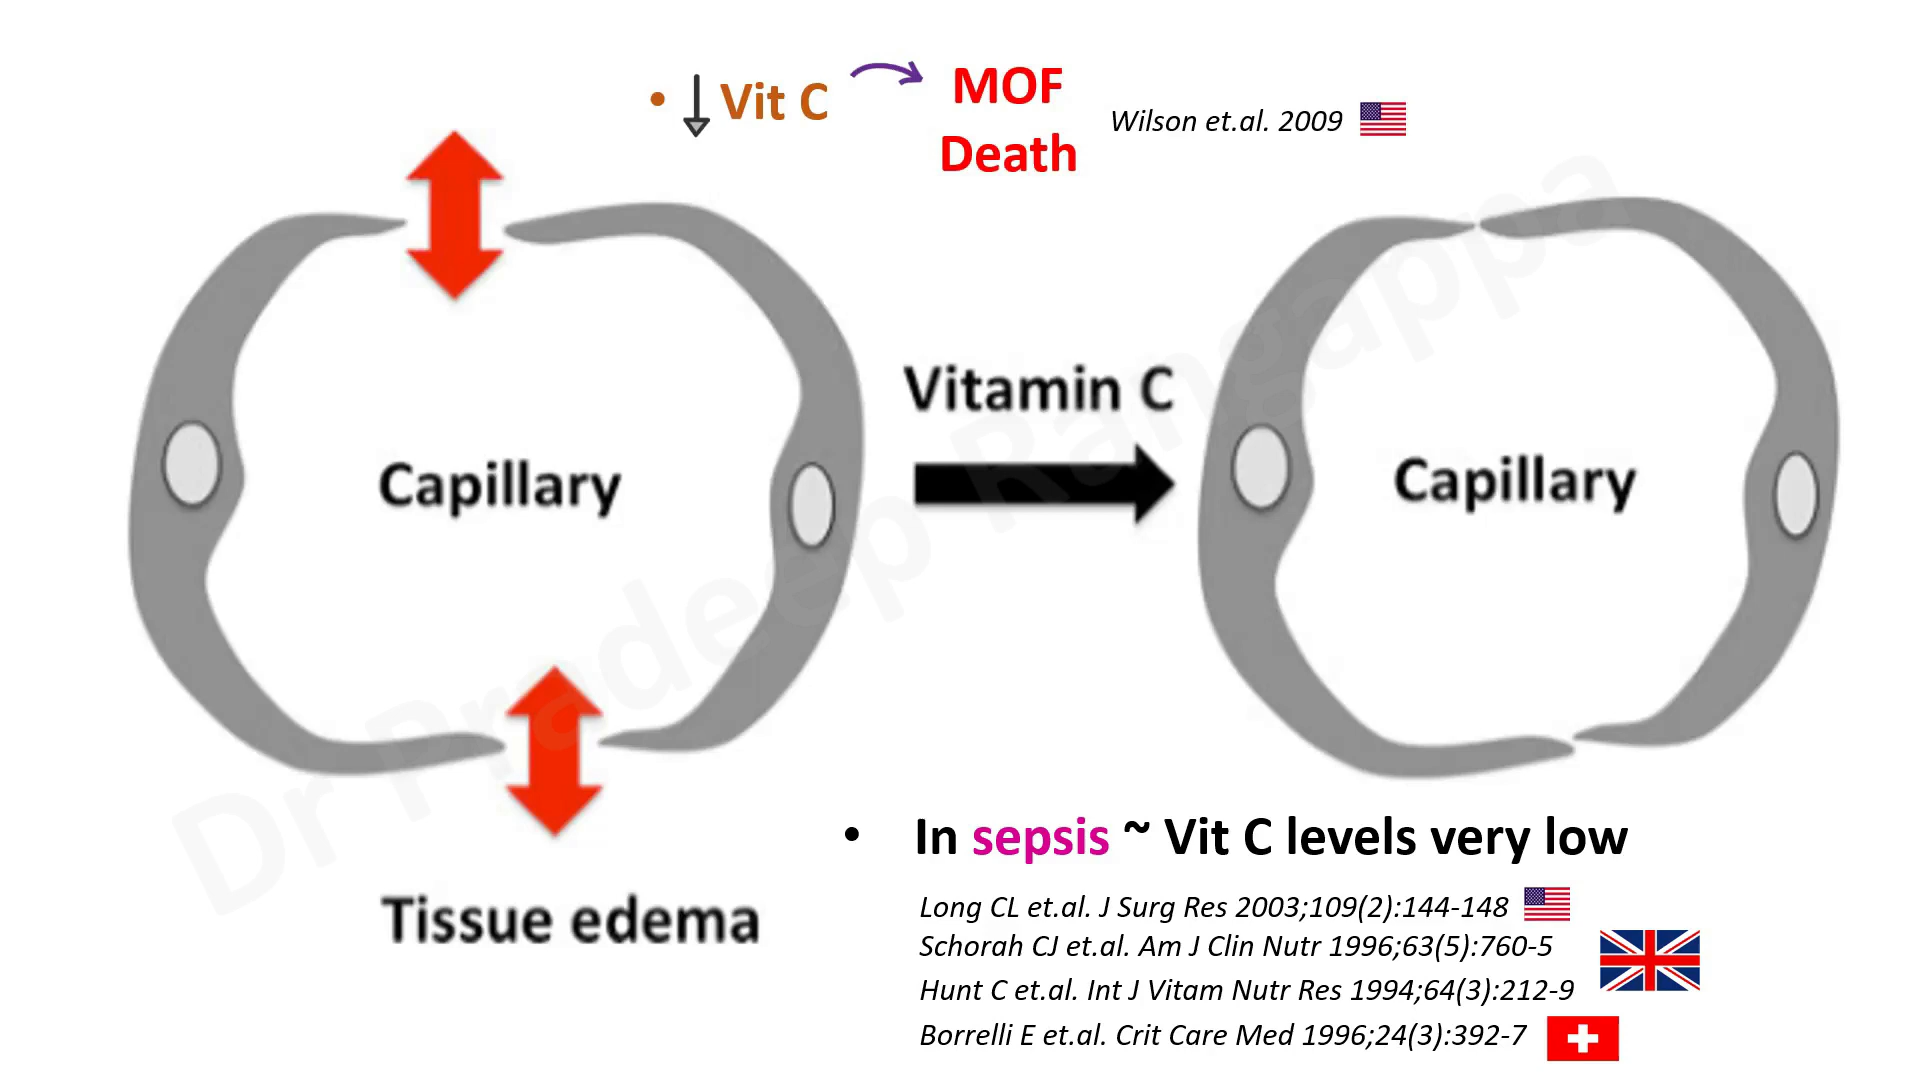 • ↓ Vit C
MOF
Death
Wilson et.al. 2009
Vitamin C
Capillary
Capillary
Tissue edema
• In sepsis ~ Vit C levels very low
Long CL et.al. J Surg Res 2003;109(2):144-148
Schorah CJ et.al. Am J Clin Nutr 1996;63(5):760-5
Hunt C et.al. Int J Vitam Nutr Res 1994;64(3):212-9
Borrelli E et.al. Crit Care Med 1996;24(3):392-7
Dr Pradeep Rangappa